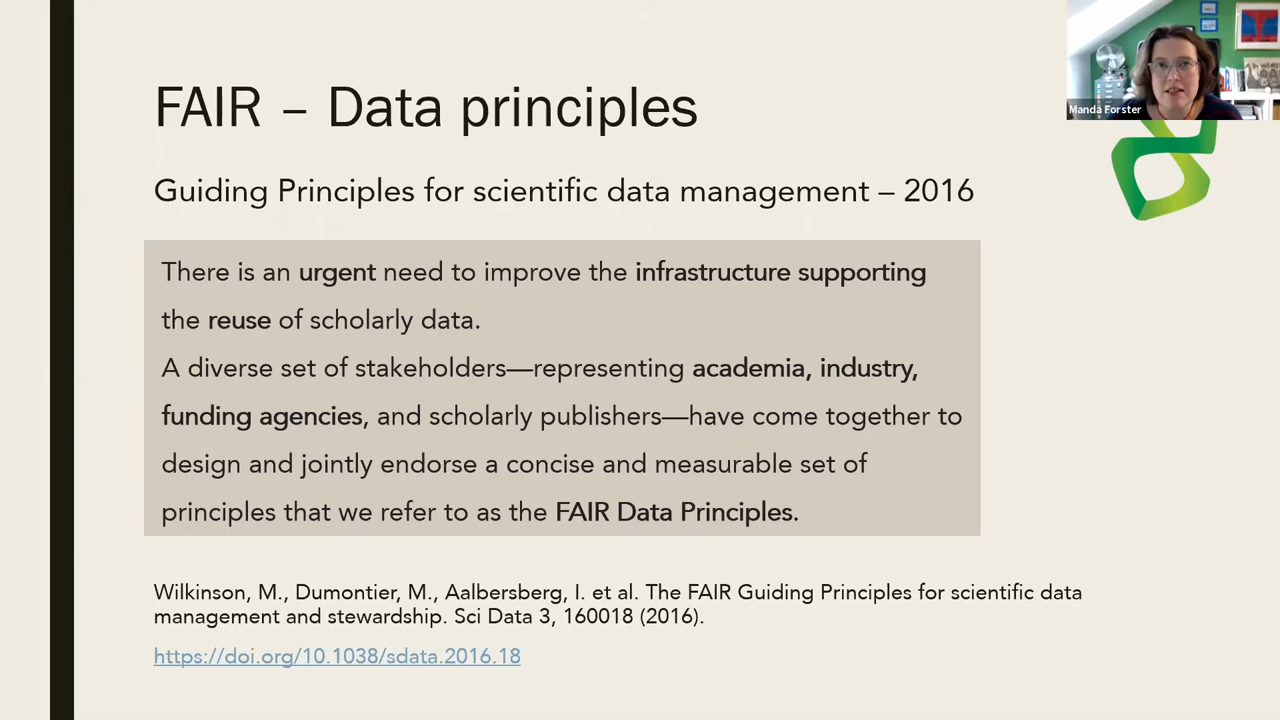 FAIR – Data principles
Manda Forster
Guiding Principles for scientific data management – 2016
There is an urgent need to improve the infrastructure supporting
the reuse of scholarly data.
A diverse set of stakeholders—representing academia, industry,
funding agencies, and scholarly publishers—have come together to
design and jointly endorse a concise and measurable set of
principles that we refer to as the FAIR Data Principles.
Wilkinson, M., Dumontier, M., Aalbersberg, I. et al. The FAIR Guiding Principles for scientific data
management and stewardship. Sci Data 3, 160018 (2016).
https://doi.org/10.1038/sdata.2016.18